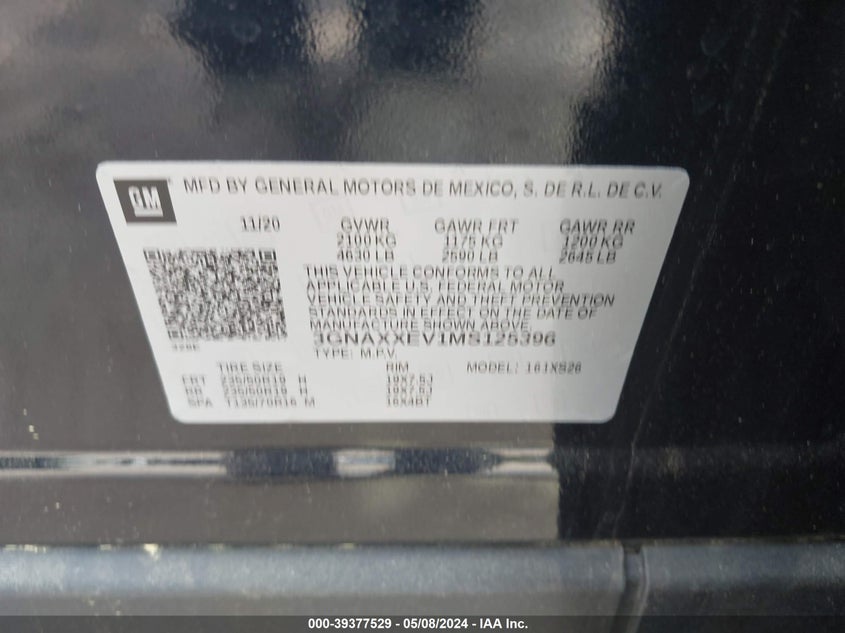 GM
MFD BY GENERAL MOTORS DE MEXICO, S. DE R.L. DE C.V.
11/20 GVWR GAWR FRT GAWR RR
2100 KG 1175 KG 1200 KG
4630 LB 2590 LB 2645 LB
THIS VEHICLE CONFORMS TO ALL
APPLICABLE U.S. FEDERAL MOTOR
VEHICLE SAFETY AND THEFT PREVENTION
STANDARDS IN EFFECT ON THE DATE OF
MANUFACTURE SHOWN ABOVE.
3GNAXXEV1MS125396
TYPE: M.P.V. MODEL: 161XS26
TIRE SIZE RIM
FRT 235/50R19 H 19X7.5J
RR 235/50R19 H 19X7.5J
SPA T135/70R16 M 16X4BT
000-39377529 - 05/08/2024 - IAA Inc.